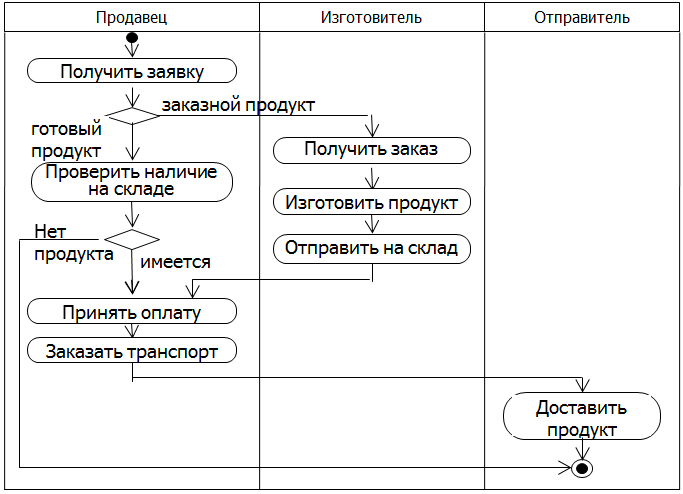 Продавец
Изготовитель
Отправитель
Получить заявку
заказной продукт
готовый
продукт
Получить заказ
Проверить наличие
на складе
Изготовить продукт
Нет
продукта
Отправить на склад
имеется
Принять оплату
Заказать транспорт
Доставить
продукт